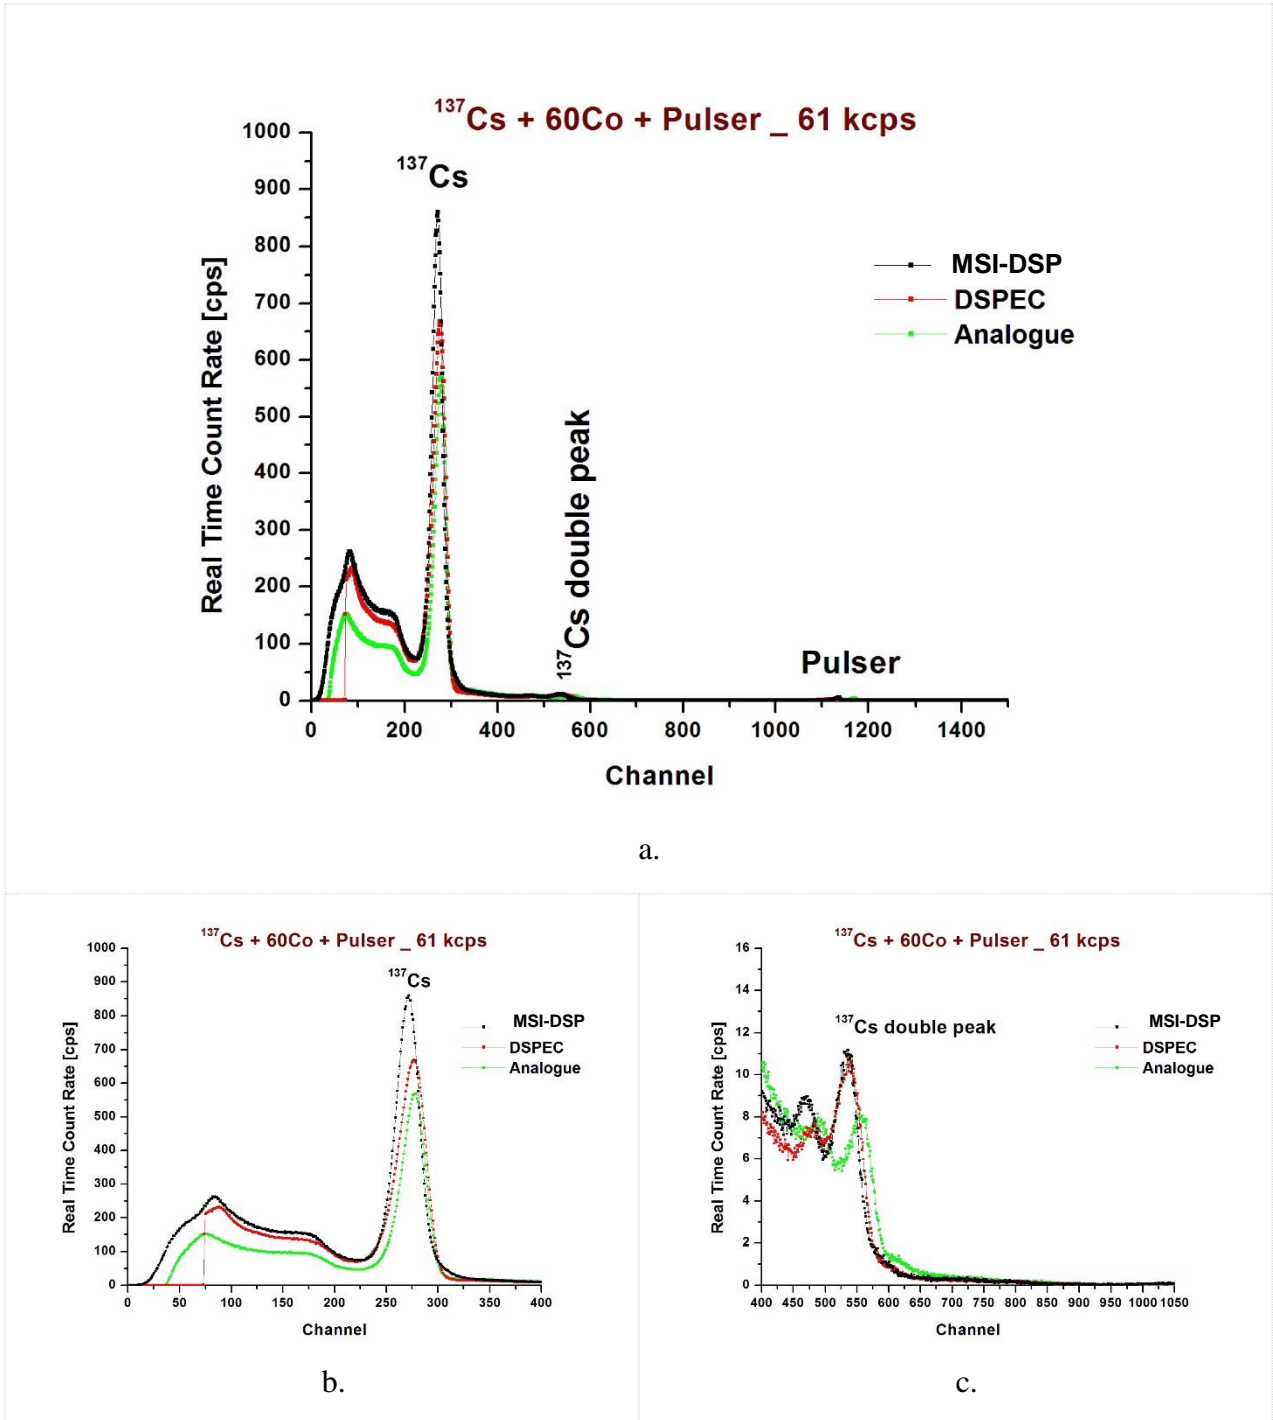 ¹³⁷Cs + 60Co + Pulser _ 61 kcps
¹³⁷Cs
MSI-DSP
DSPEC
Analogue
¹³⁷Cs double peak
Pulser
Real Time Count Rate [cps]
1000
900
800
700
600
500
400
300
200
100
0
0 200 400 600 800 1000 1200 1400
Channel
a.
¹³⁷Cs + 60Co + Pulser _ 61 kcps
¹³⁷Cs
MSI-DSP
DSPEC
Analogue
Real Time Count Rate [cps]
1000
900
800
700
600
500
400
300
200
100
0
0 50 100 150 200 250 300 350 400
Channel
b.
¹³⁷Cs + 60Co + Pulser _ 61 kcps
¹³⁷Cs double peak
MSI-DSP
DSPEC
Analogue
Real Time Count Rate [cps]
16
14
12
10
8
6
4
2
0
400 450 500 550 600 650 700 750 800 850 900 950 1000 1050
Channel
c.